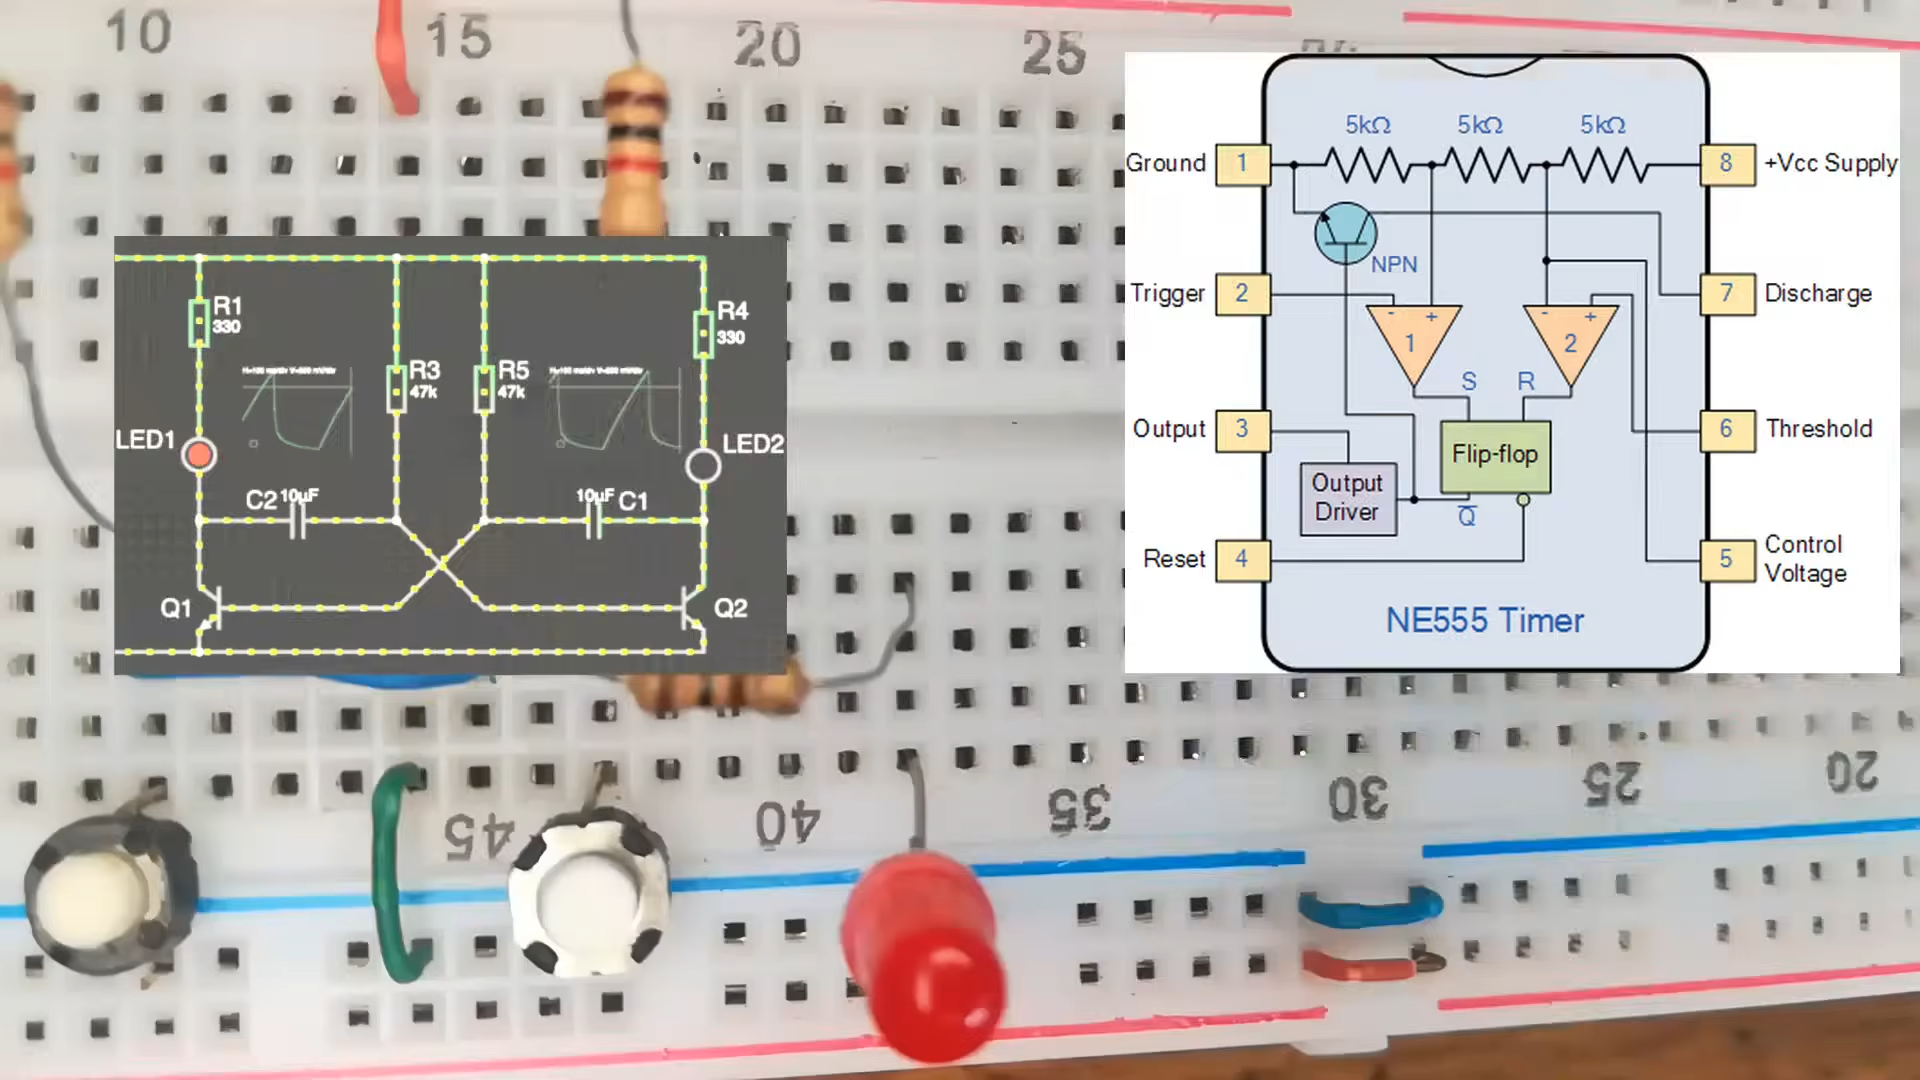 10
15
20
25
5kΩ
5kΩ
5kΩ
Ground
1
8
+Vcc Supply
NPN
Trigger
2
7
Discharge
-
+
-
+
1
2
S
R
Output
3
6
Threshold
Flip-flop
Output
Driver
Q
Reset
4
5
Control
Voltage
NE555 Timer
R1
330
R3
47k
R5
47k
R4
330
LED1
LED2
C2
10µF
10µF
C1
Q1
Q2
45
40
35
30
25
20